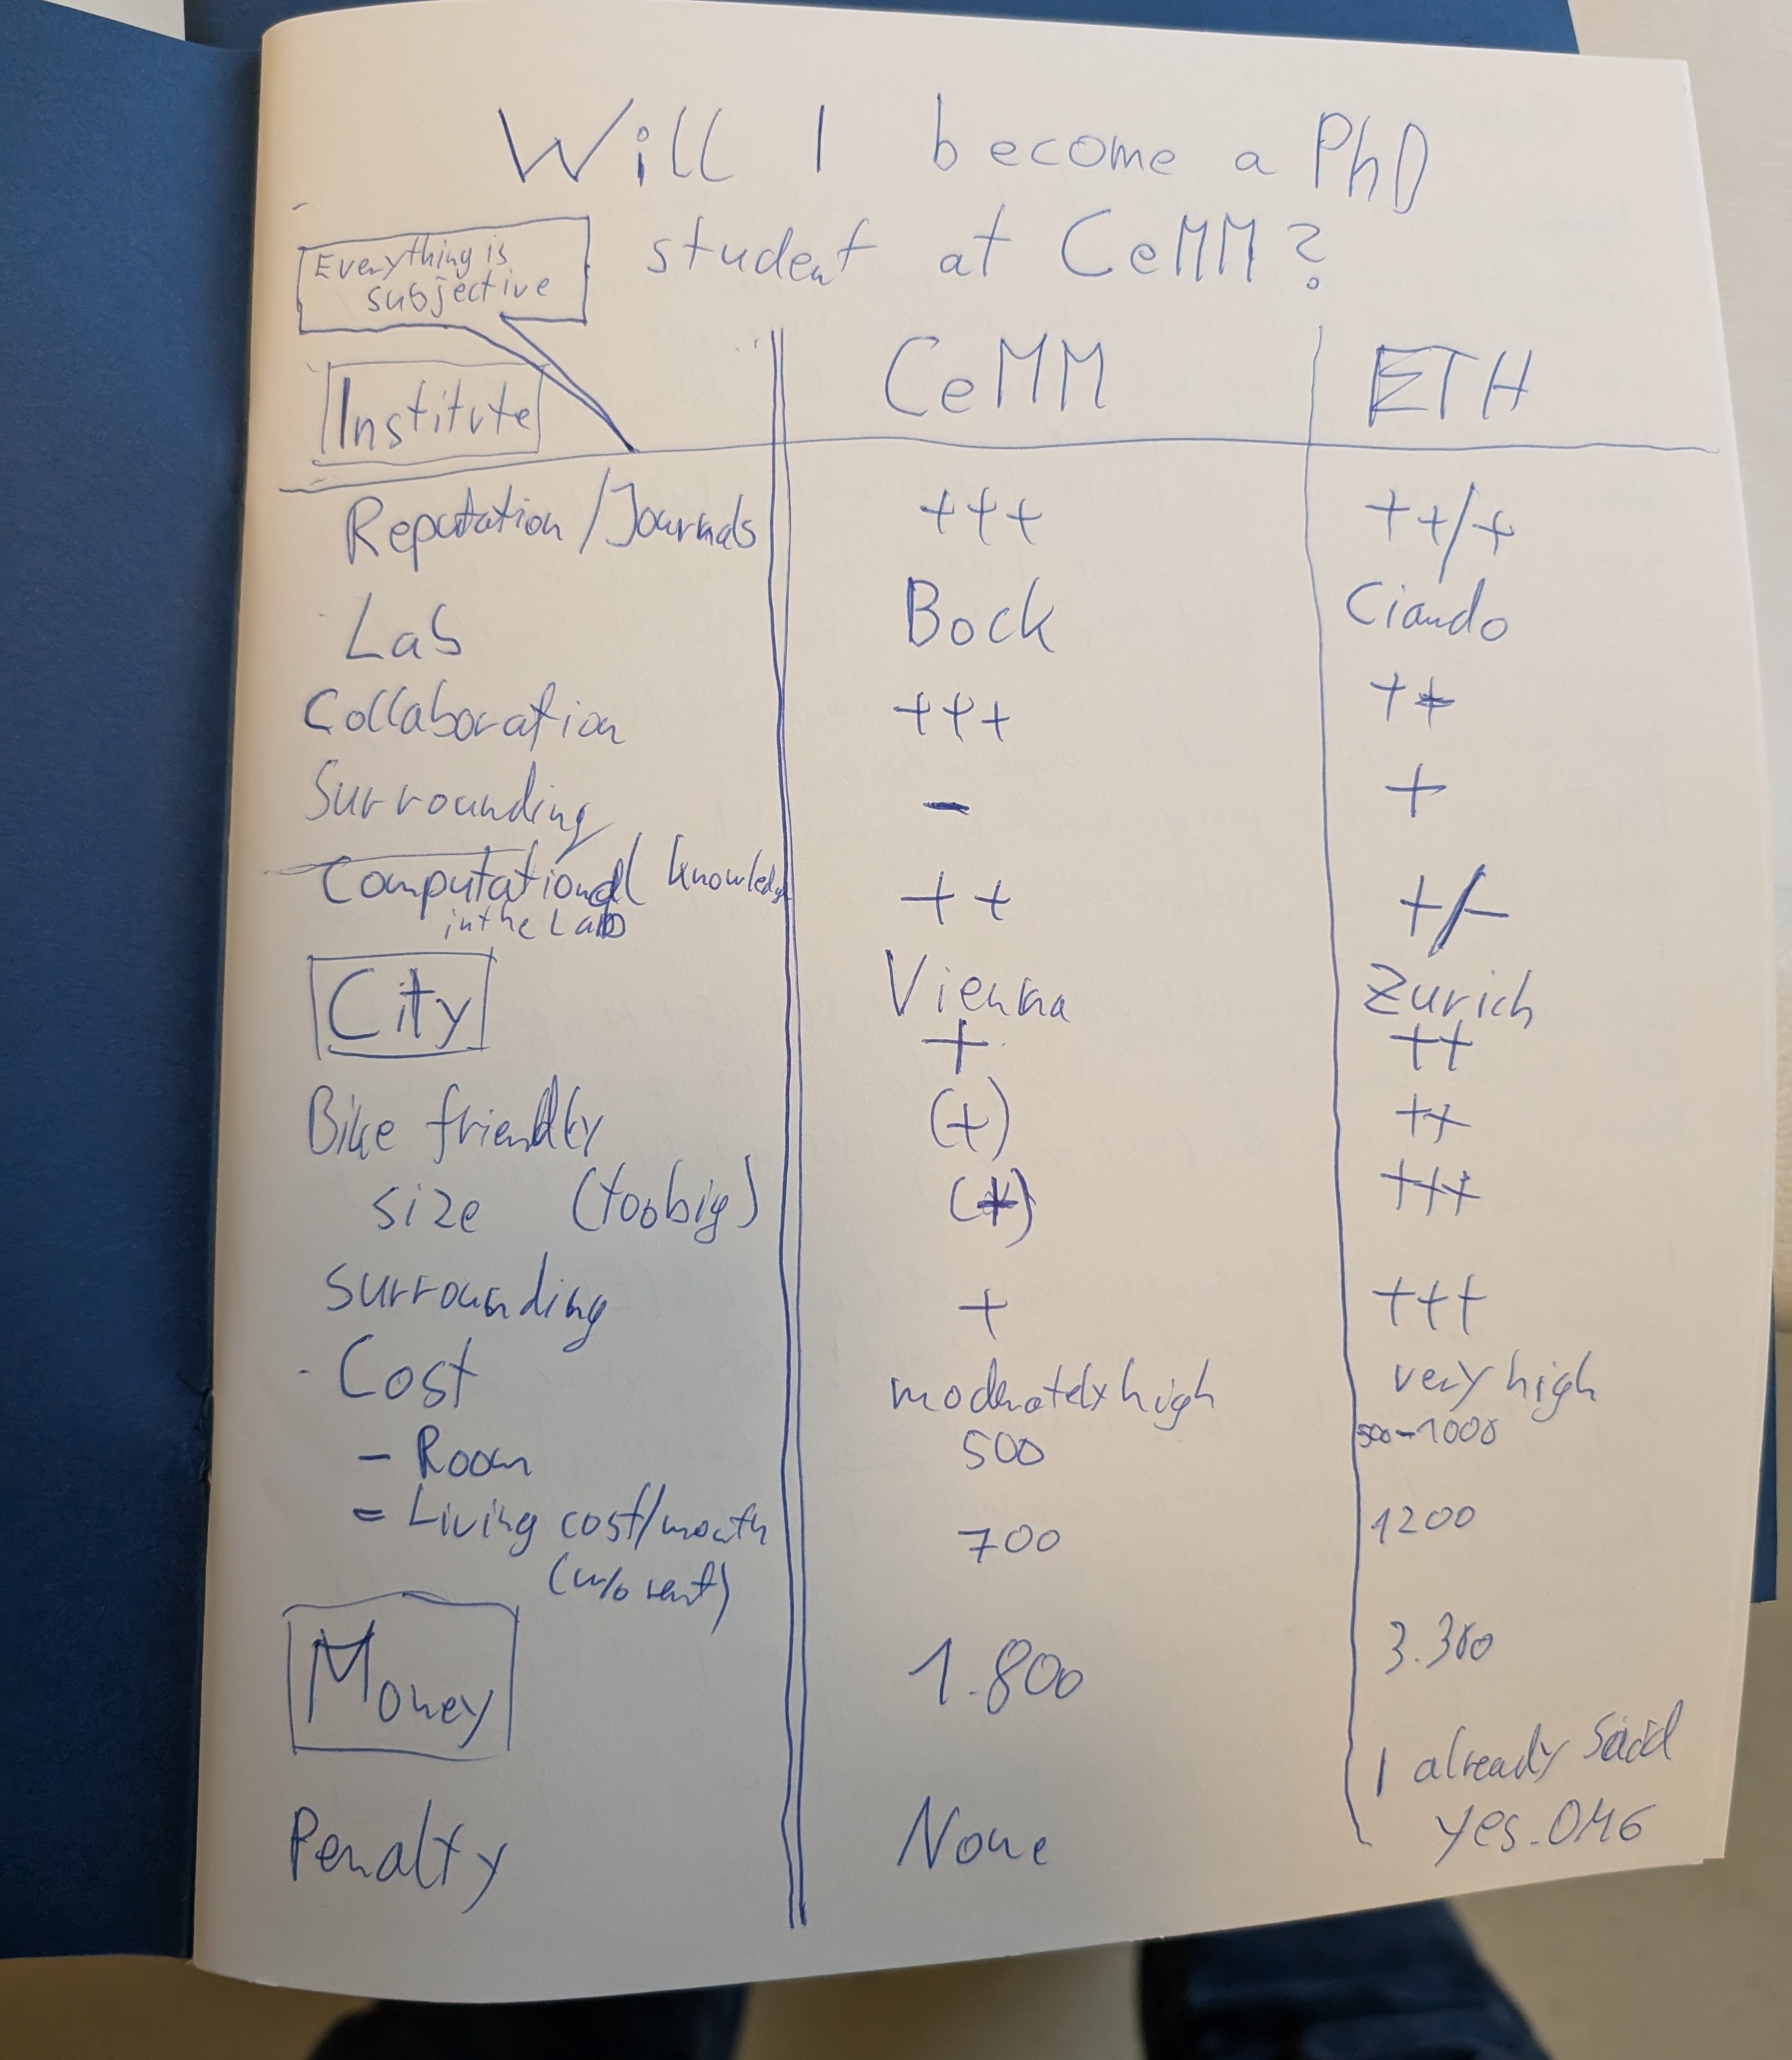 Will I become a PhD
student at CeMM?
Everything is
subjective
Institute CeMM ETH
Reputation/Journals +++ ++/+
Lab Bock Ciaudo
Collaboration +++ ++
Surrounding - +
Computational knowledge ++ +/-
in the Lab
City Vienna Zurich
+ ++
Bike friendly (+) ++
size (too big) (+) +++
surrounding + +++
Cost moderately high very high
- Room 500 500-1000
= Living cost/month 700 1200
(w/o rent)
Money 1.800 3.300
Penalty None I already said
yes.OMG